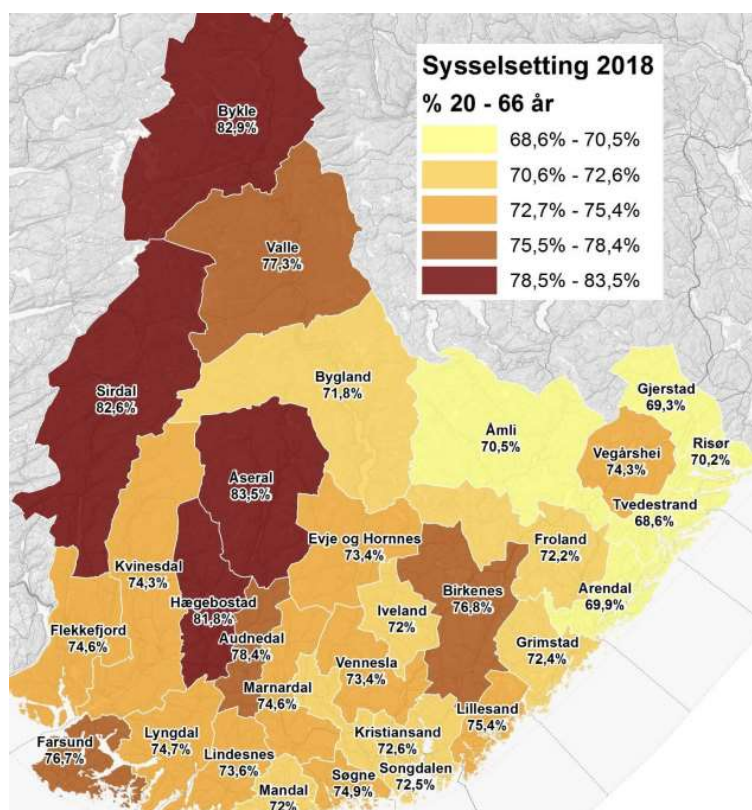 Sysselsetting 2018
% 20 - 66 år
68,6% - 70,5%
70,6% - 72,6%
72,7% - 75,4%
75,5% - 78,4%
78,5% - 83,5%
Bykle
82,9%
Valle
77,3%
Sirdal
82,6%
Bygland
71,8%
Gjerstad
69,3%
Åmli
70,5%
Risør
70,2%
Vegårshei
74,3%
Åseral
83,5%
Tvedestrand
68,6%
Evje og Hornnes
73,4%
Froland
72,2%
Kvinesdal
74,3%
Birkenes
76,8%
Arendal
69,9%
Hægebostad
81,8%
Iveland
72%
Flekkefjord
74,6%
Audnedal
78,4%
Grimstad
72,4%
Vennesla
73,4%
Marnardal
74,6%
Lillesand
75,4%
Farsund
76,7%
Lyngdal
74,7%
Kristiansand
72,6%
Lindesnes
73,6%
Songdalen
72,5%
Søgne
74,9%
Mandal
72%